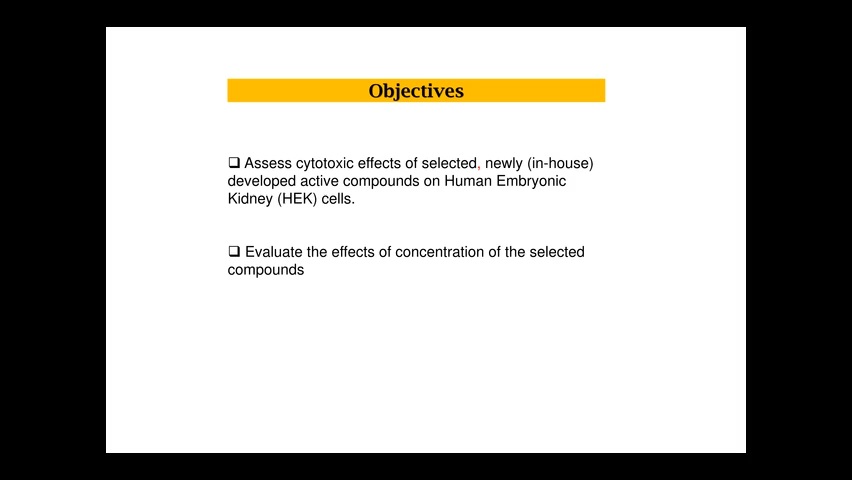 Objectives
❑ Assess cytotoxic effects of selected, newly (in-house)
developed active compounds on Human Embryonic
Kidney (HEK) cells.
❑ Evaluate the effects of concentration of the selected
compounds